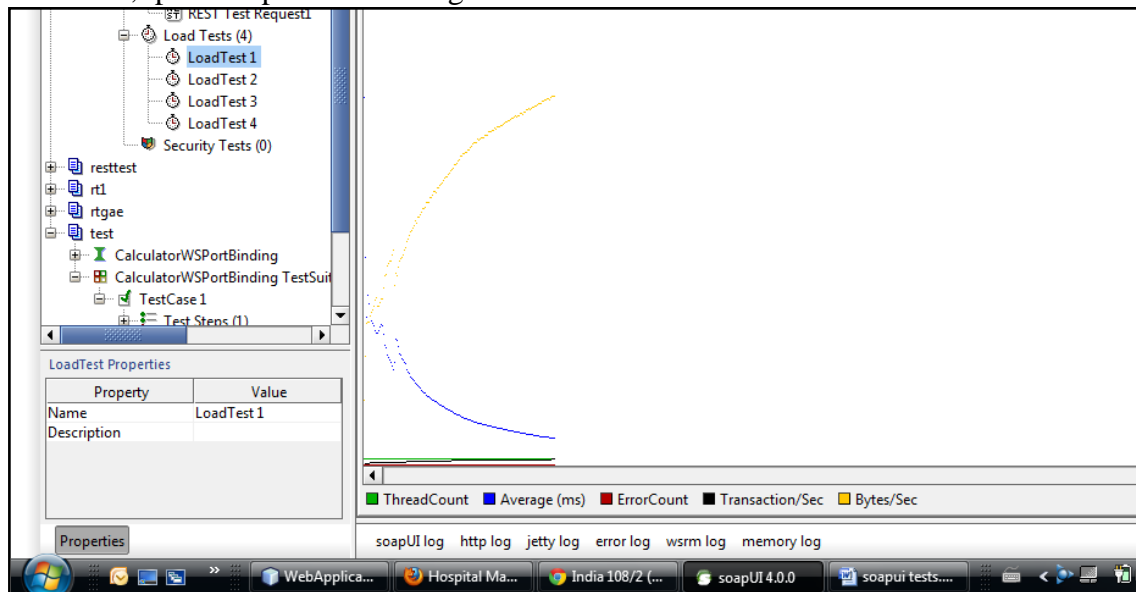 REST Test Request1
Load Tests (4)
LoadTest 1
LoadTest 2
LoadTest 3
LoadTest 4
Security Tests (0)
resttest
rt1
rtgae
test
CalculatorWSPortBinding
CalculatorWSPortBinding TestSuit
TestCase 1
Test Steps (1)
LoadTest Properties
Property Value
Name LoadTest 1
Description
Properties
ThreadCount Average (ms) ErrorCount Transaction/Sec Bytes/Sec
soapUI log http log jetty log error log wsrm log memory log
WebApplica... Hospital Ma... India 108/2 (... soapUI 4.0.0 soapui tests....